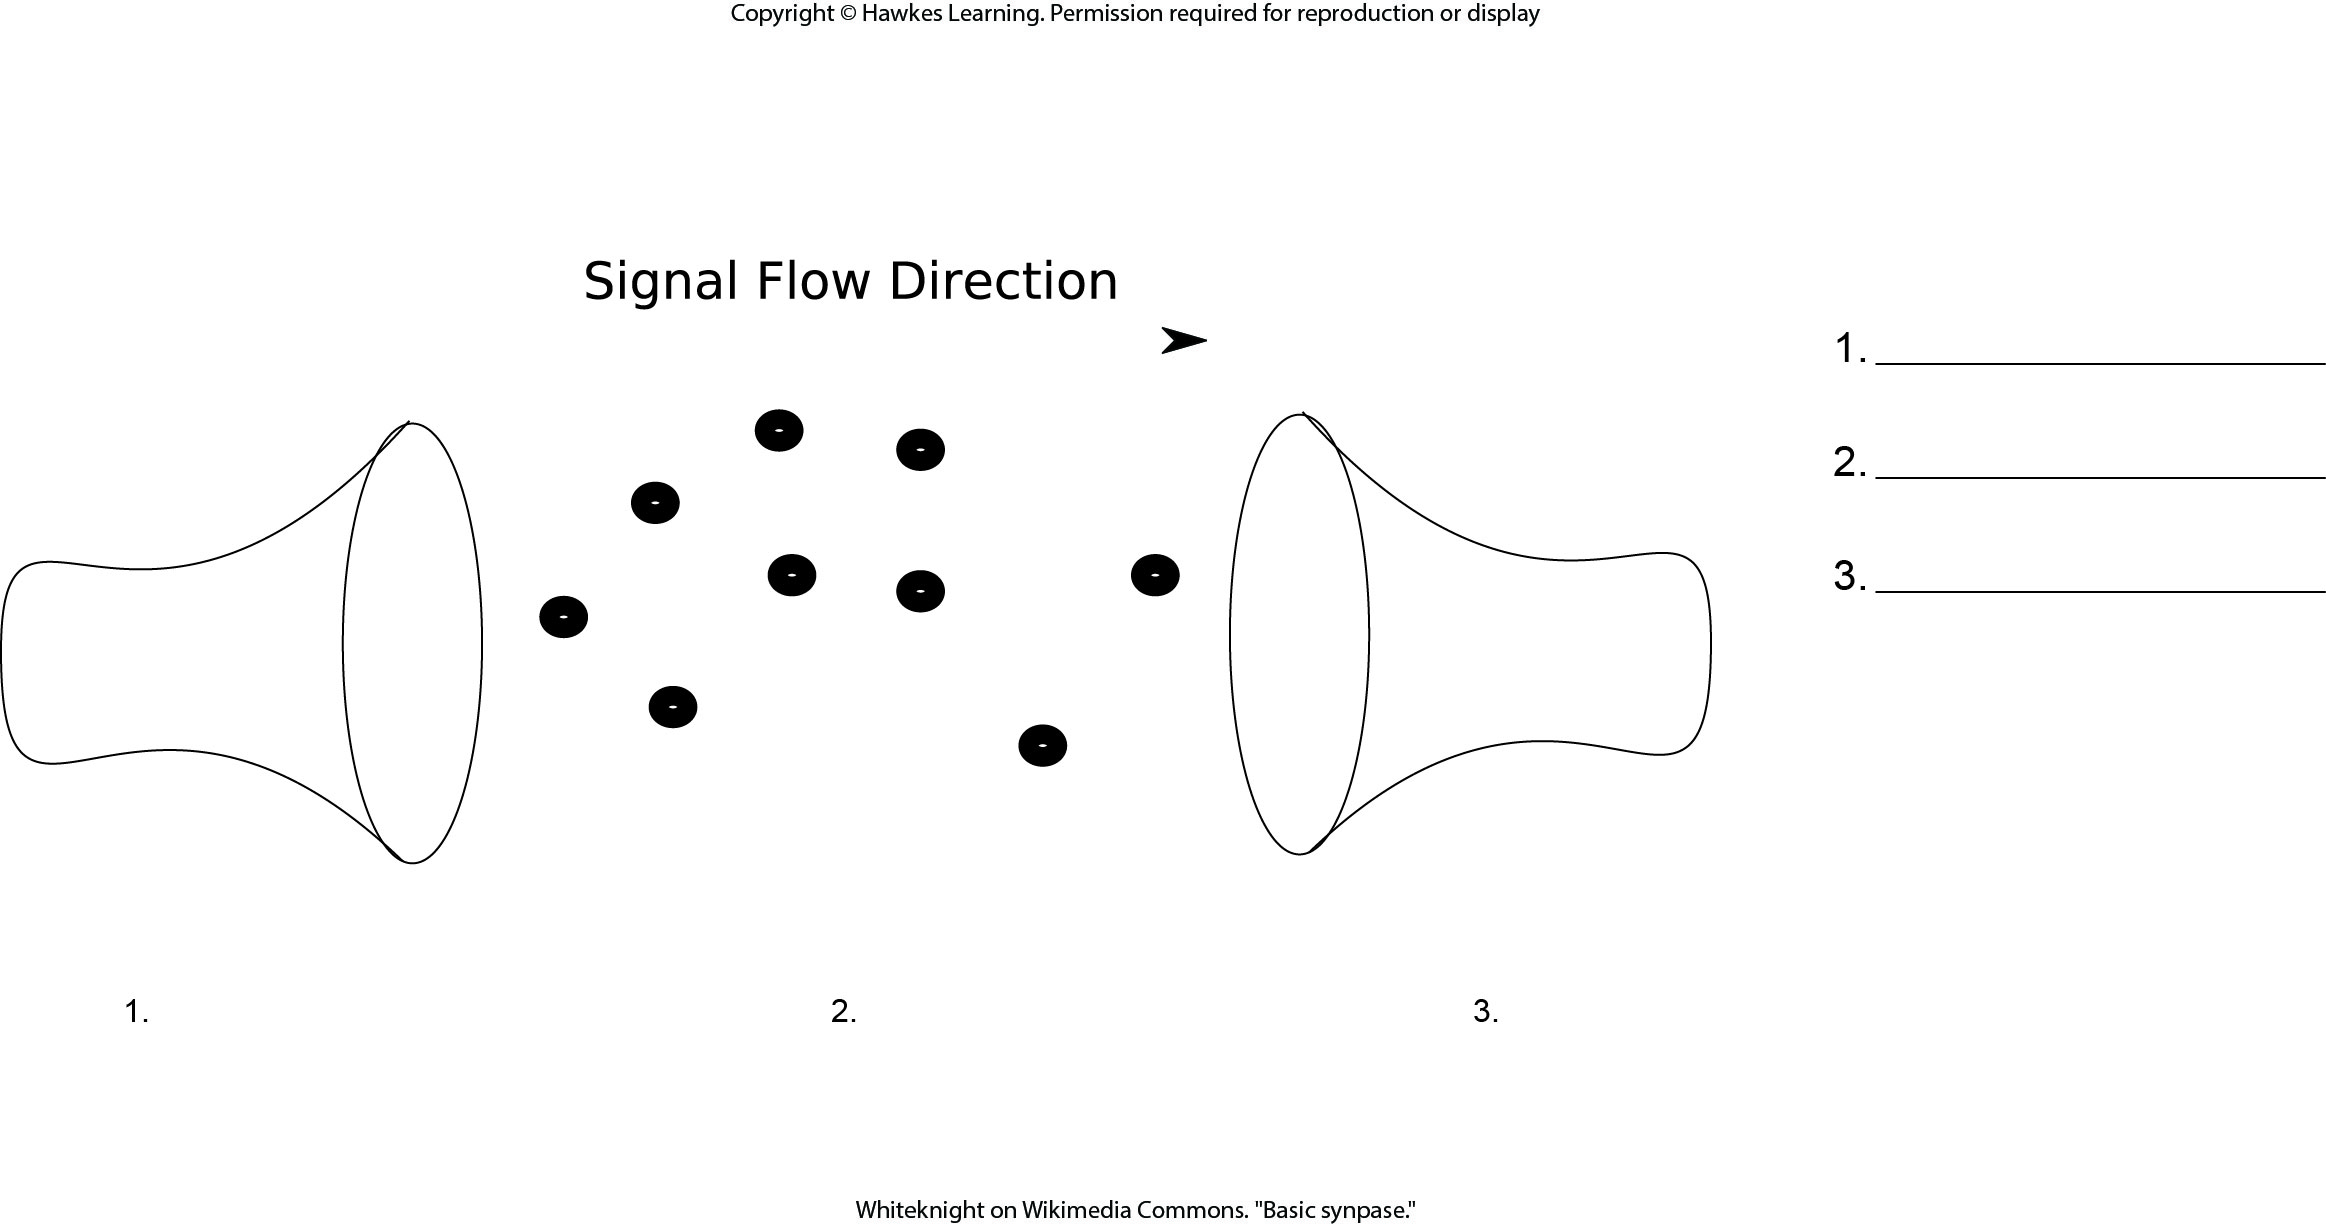 Copyright © Hawkes Learning. Permission required for reproduction or display
Signal Flow Direction
1.
2.
3.
1. 2. 3.
Whiteknight on Wikimedia Commons. "Basic synpase."